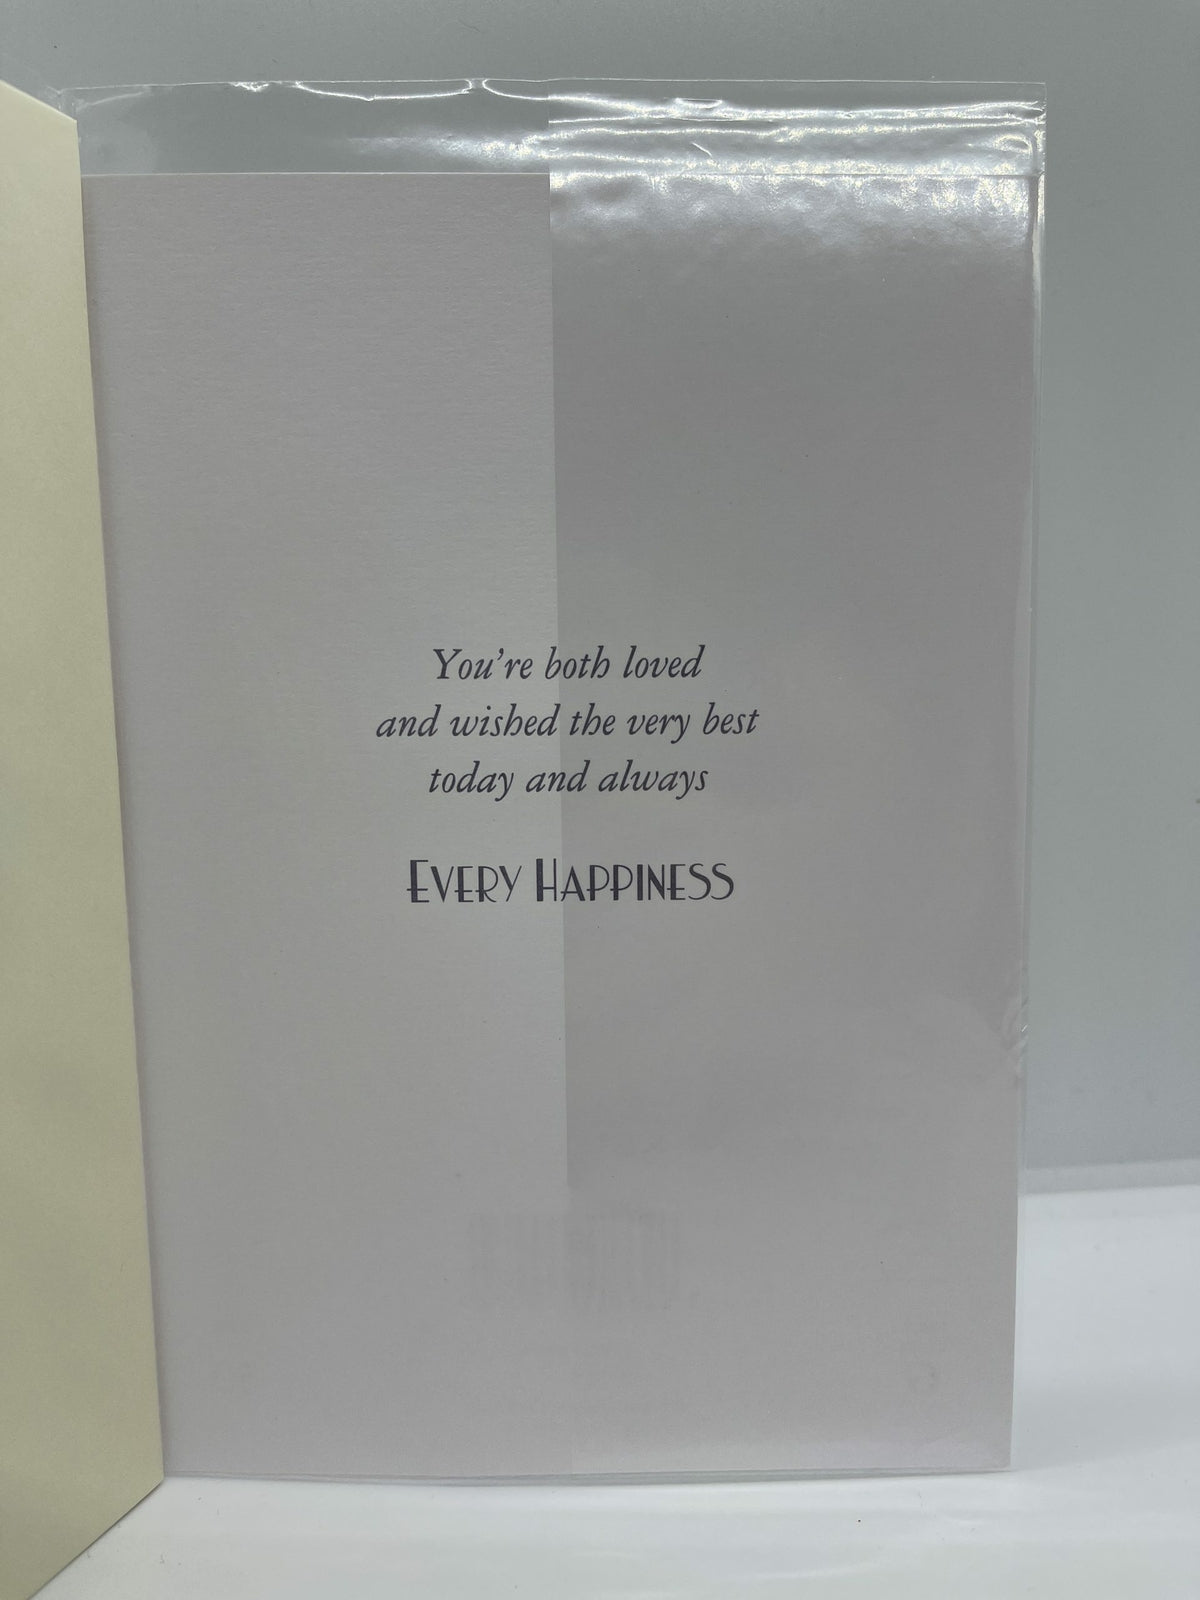 You're both loved
and wished the very best
today and always
EVERY HAPPINESS